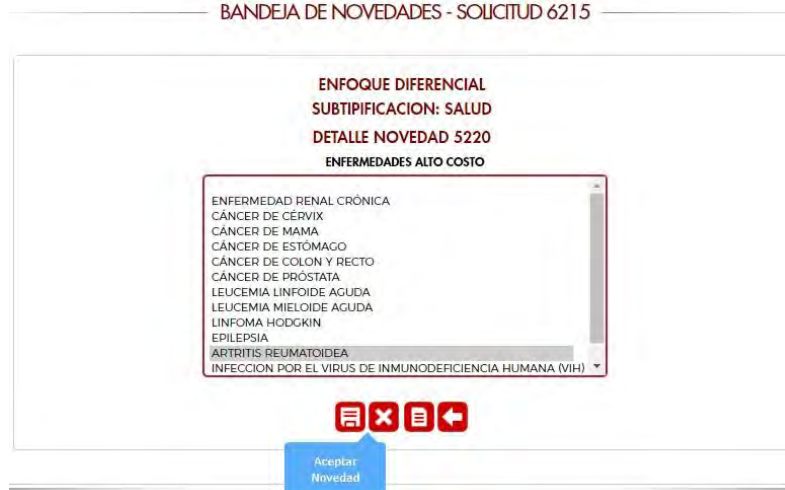 BANDEJA DE NOVEDADES - SOLICITUD 6215
ENFOQUE DIFERENCIAL
SUBTIPIFICACION: SALUD
DETALLE NOVEDAD 5220
ENFERMEDADES ALTO COSTO
ENFERMEDAD RENAL CRÓNICA
CÁNCER DE CÉRVIX
CÁNCER DE MAMA
CÁNCER DE ESTÓMAGO
CÁNCER DE COLON Y RECTO
CÁNCER DE PRÓSTATA
LEUCEMIA LINFOIDE AGUDA
LEUCEMIA MIELOIDE AGUDA
LINFOMA HODGKIN
EPILEPSIA
ARTRITIS REUMATOIDEA
INFECCION POR EL VIRUS DE INMUNODEFICIENCIA HUMANA (VIH)
Aceptar
Novedad